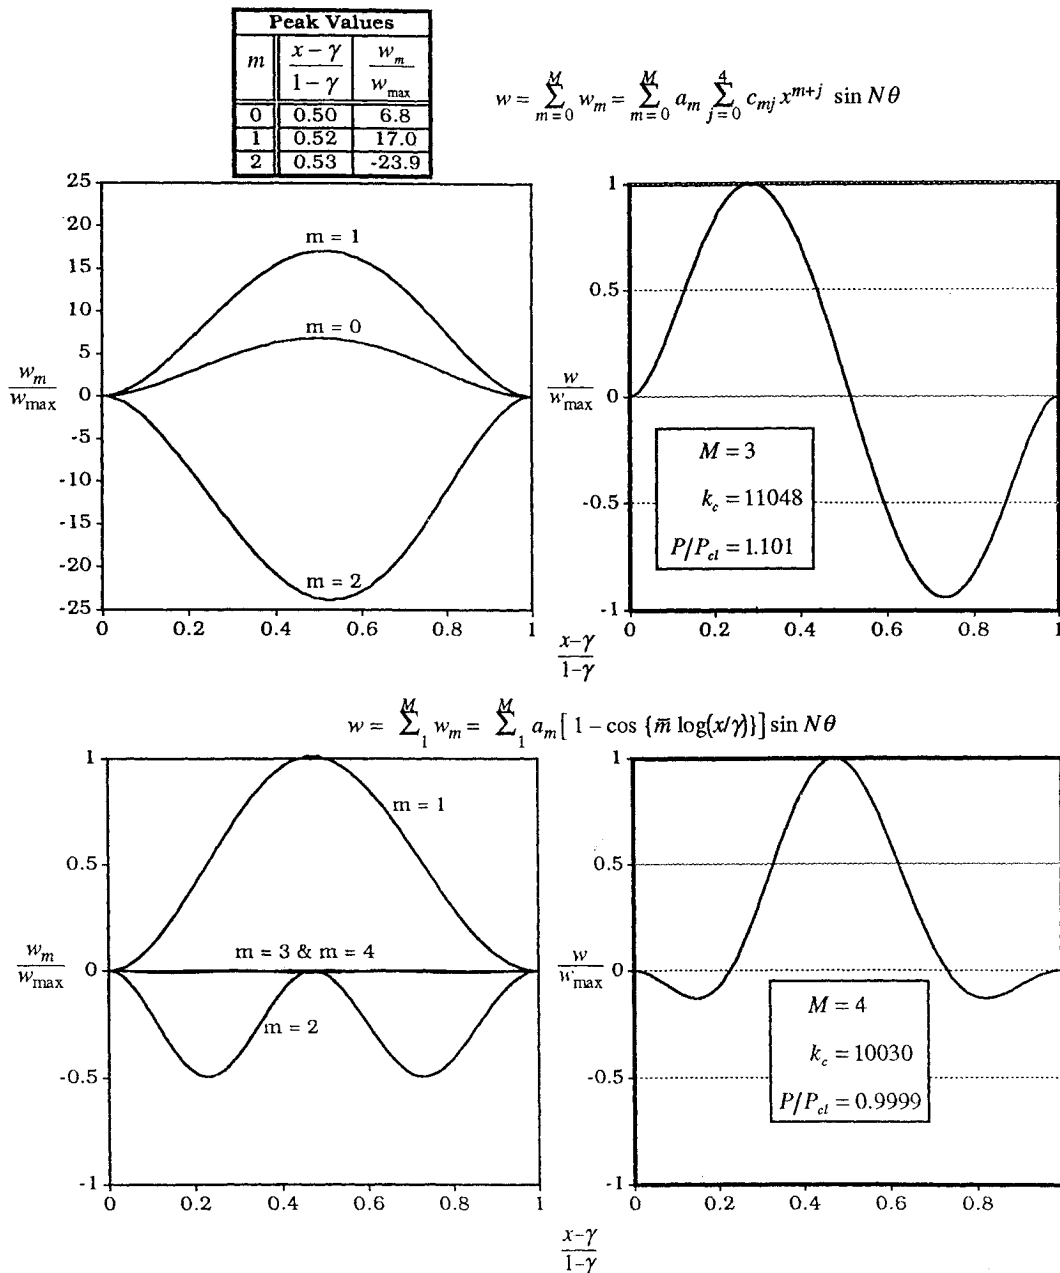 Peak Values
m x − γ / 1 − γ w_m / w_max
0 0.50 6.8
1 0.52 17.0
2 0.53 -23.9
w = M Σ m = 0 w_m = M Σ m = 0 a_m 4 Σ j = 0 c_mj x^{m+j} sin Nθ
25
20
15
10
5
0
-5
-10
-15
-20
-25
w_m / w_max
m = 1
m = 0
m = 2
0 0.2 0.4 0.6 0.8 1
1
0.5
0
-0.5
-1
w / w_max
M = 3
k_c = 11048
P/P_cl = 1.101
0 0.2 0.4 0.6 0.8 1
x−γ / 1−γ
w = M Σ 1 w_m = M Σ 1 a_m [ 1 − cos {m̄ log(x/γ)}] sin Nθ
1
0.5
0
-0.5
-1
w_m / w_max
m = 1
m = 3 & m = 4
m = 2
0 0.2 0.4 0.6 0.8 1
1
0.5
0
-0.5
-1
w / w_max
M = 4
k_c = 10030
P/P_cl = 0.9999
0 0.2 0.4 0.6 0.8 1
x−γ / 1−γ